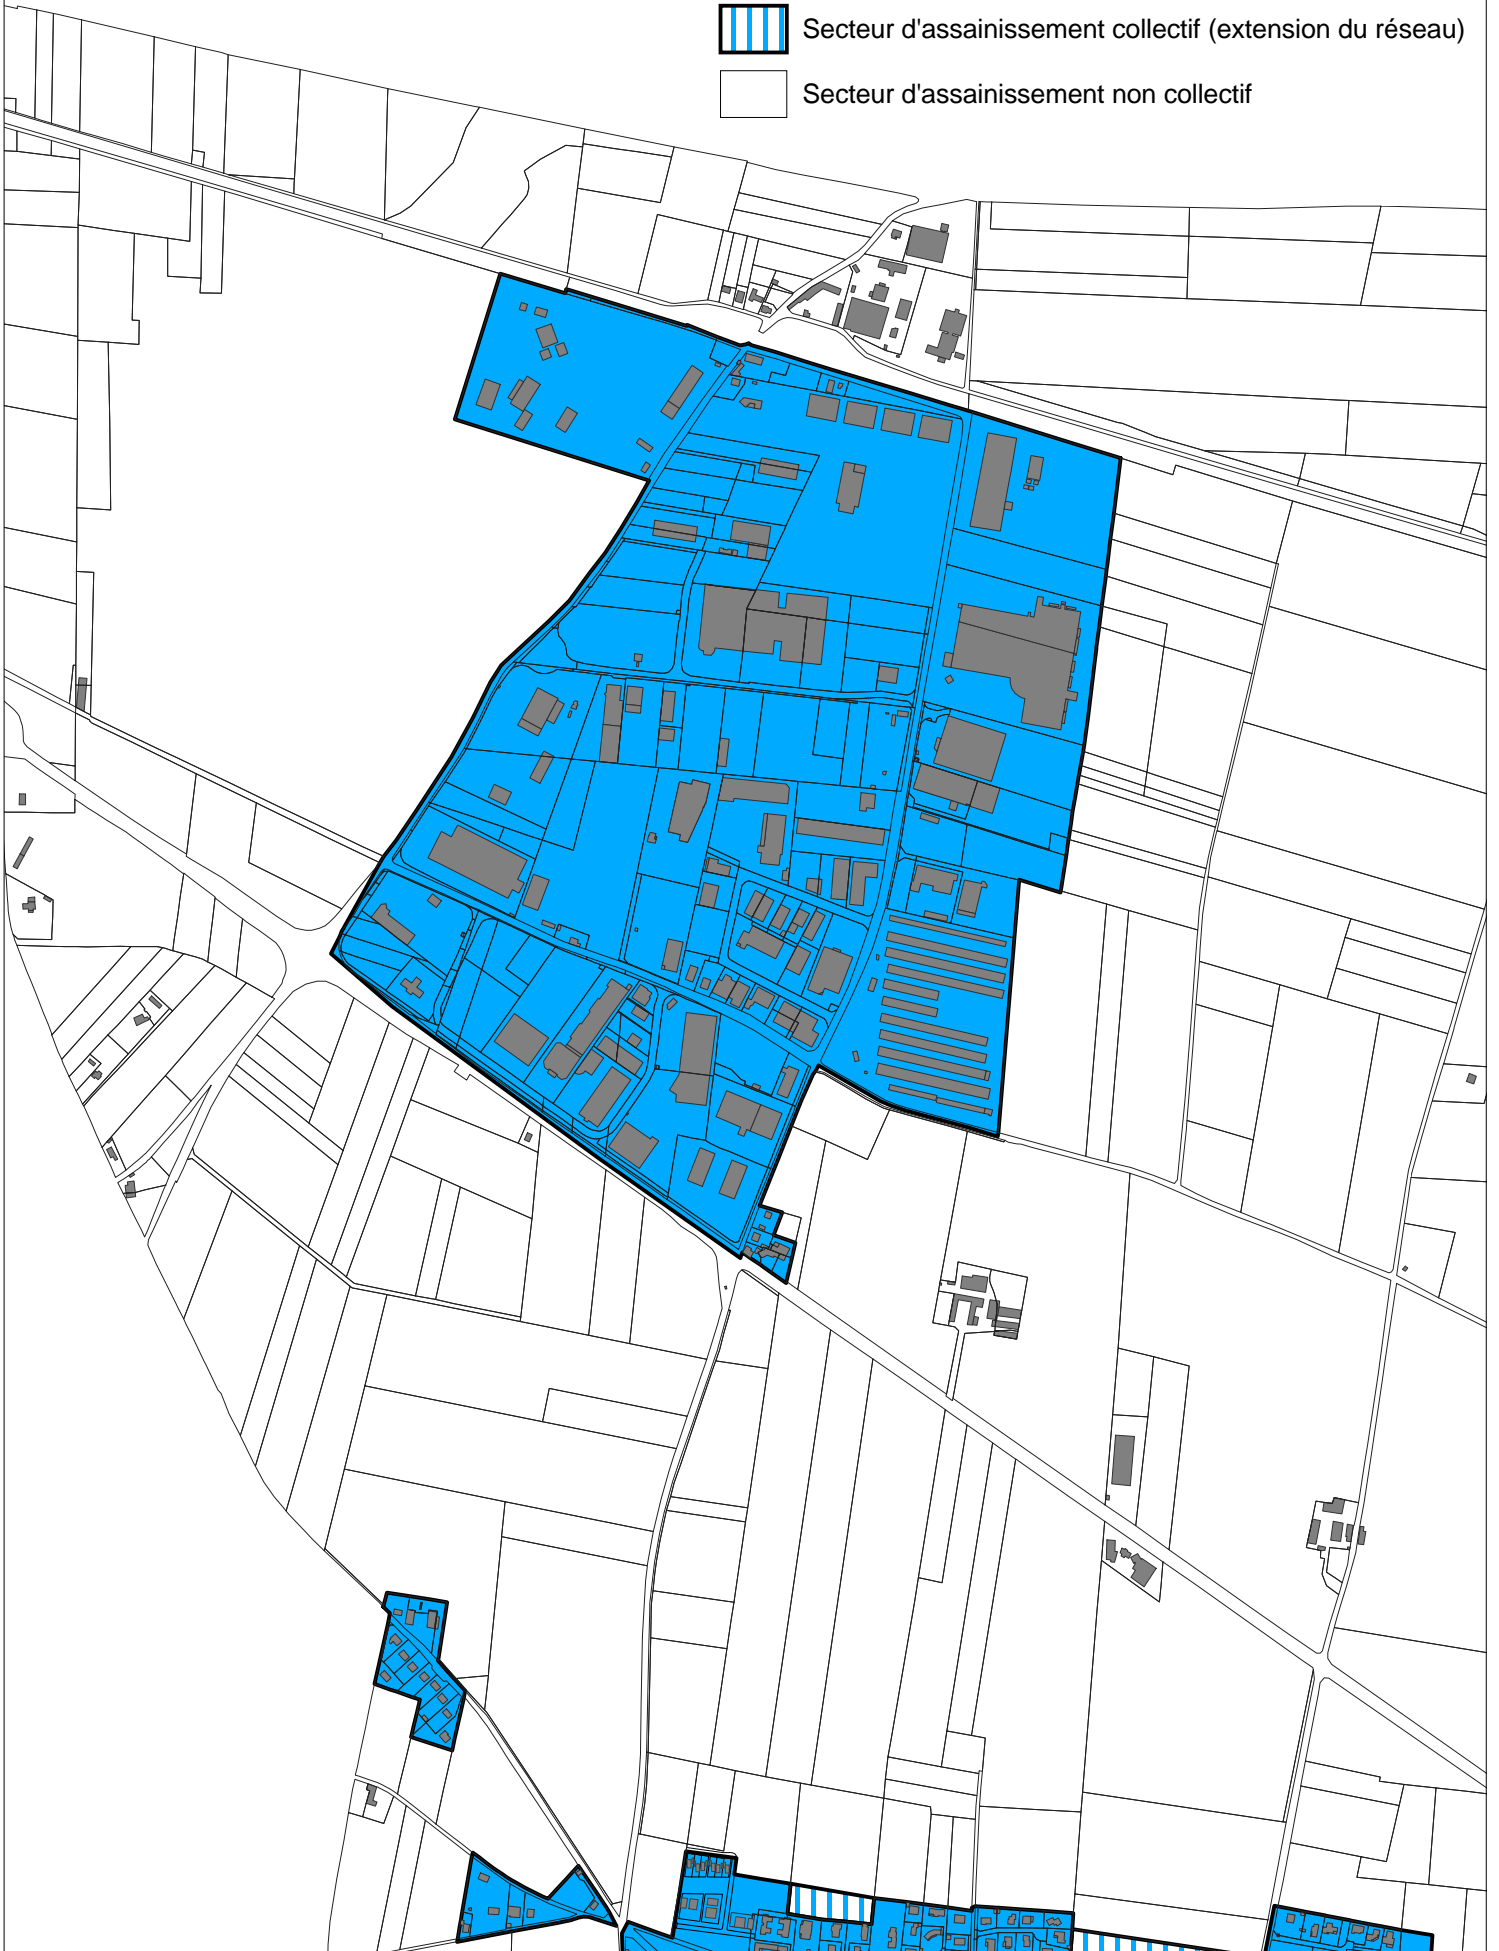 Secteur d'assainissement collectif (extension du réseau)
Secteur d'assainissement non collectif